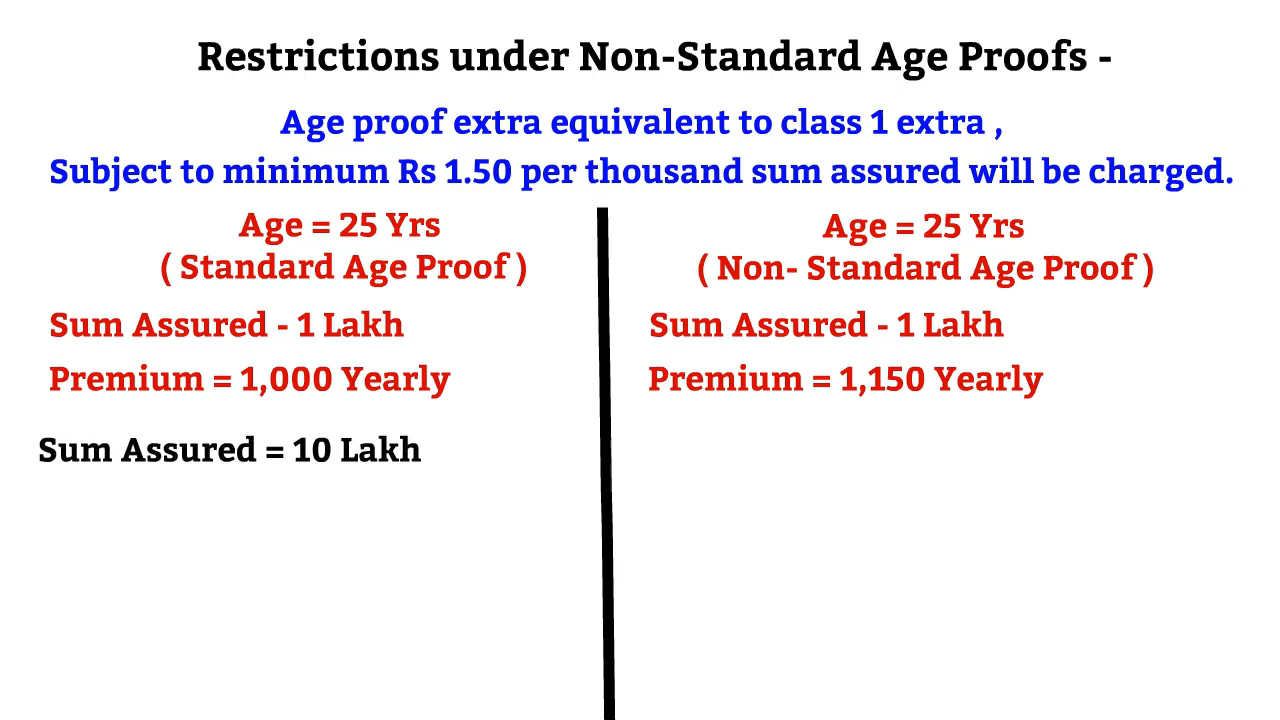 Restrictions under Non-Standard Age Proofs -
Age proof extra equivalent to class 1 extra ,
Subject to minimum Rs 1.50 per thousand sum assured will be charged.
Age = 25 Yrs
( Standard Age Proof )
Sum Assured - 1 Lakh
Premium = 1,000 Yearly
Sum Assured = 10 Lakh
Age = 25 Yrs
( Non- Standard Age Proof )
Sum Assured - 1 Lakh
Premium = 1,150 Yearly